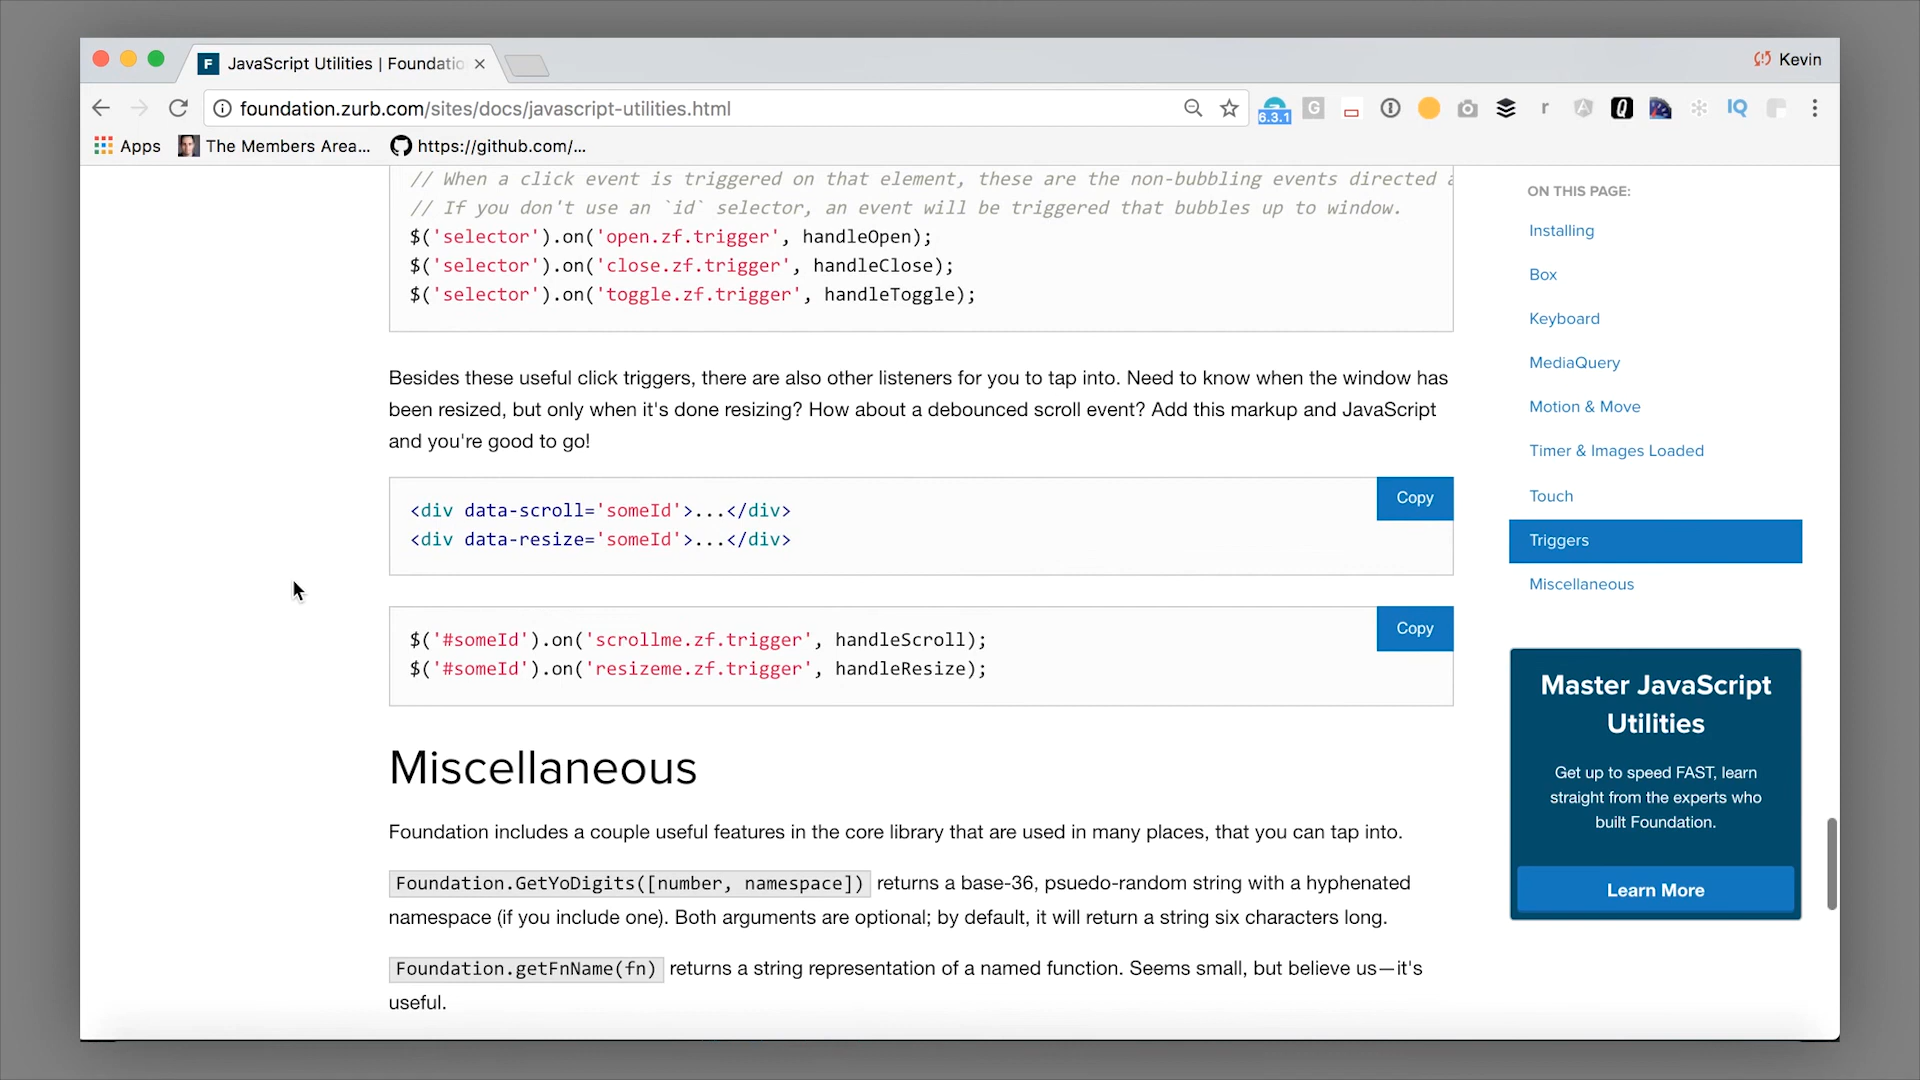 JavaScript Utilities | Foundatio
Kevin
foundation.zurb.com/sites/docs/javascript-utilities.html
6.3.1
G
r
Q
IQ
Apps
The Members Area...
https://github.com/...
// When a click event is triggered on that element, these are the non-bubbling events directed
// If you don't use an `id` selector, an event will be triggered that bubbles up to window.
$('selector').on('open.zf.trigger', handleOpen);
$('selector').on('close.zf.trigger', handleClose);
$('selector').on('toggle.zf.trigger', handleToggle);
Besides these useful click triggers, there are also other listeners for you to tap into. Need to know when the window has
been resized, but only when it's done resizing? How about a debounced scroll event? Add this markup and JavaScript
and you're good to go!
Copy
<div data-scroll='someId'>...</div>
<div data-resize='someId'>...</div>
Copy
$('#someId').on('scrollme.zf.trigger', handleScroll);
$('#someId').on('resizeme.zf.trigger', handleResize);
Miscellaneous
Foundation includes a couple useful features in the core library that are used in many places, that you can tap into.
Foundation.GetYoDigits([number, namespace]) returns a base-36, psuedo-random string with a hyphenated
namespace (if you include one). Both arguments are optional; by default, it will return a string six characters long.
Foundation.getFnName(fn) returns a string representation of a named function. Seems small, but believe us—it's
useful.
ON THIS PAGE:
Installing
Box
Keyboard
MediaQuery
Motion & Move
Timer & Images Loaded
Touch
Triggers
Miscellaneous
Master JavaScript
Utilities
Get up to speed FAST, learn
straight from the experts who
built Foundation.
Learn More